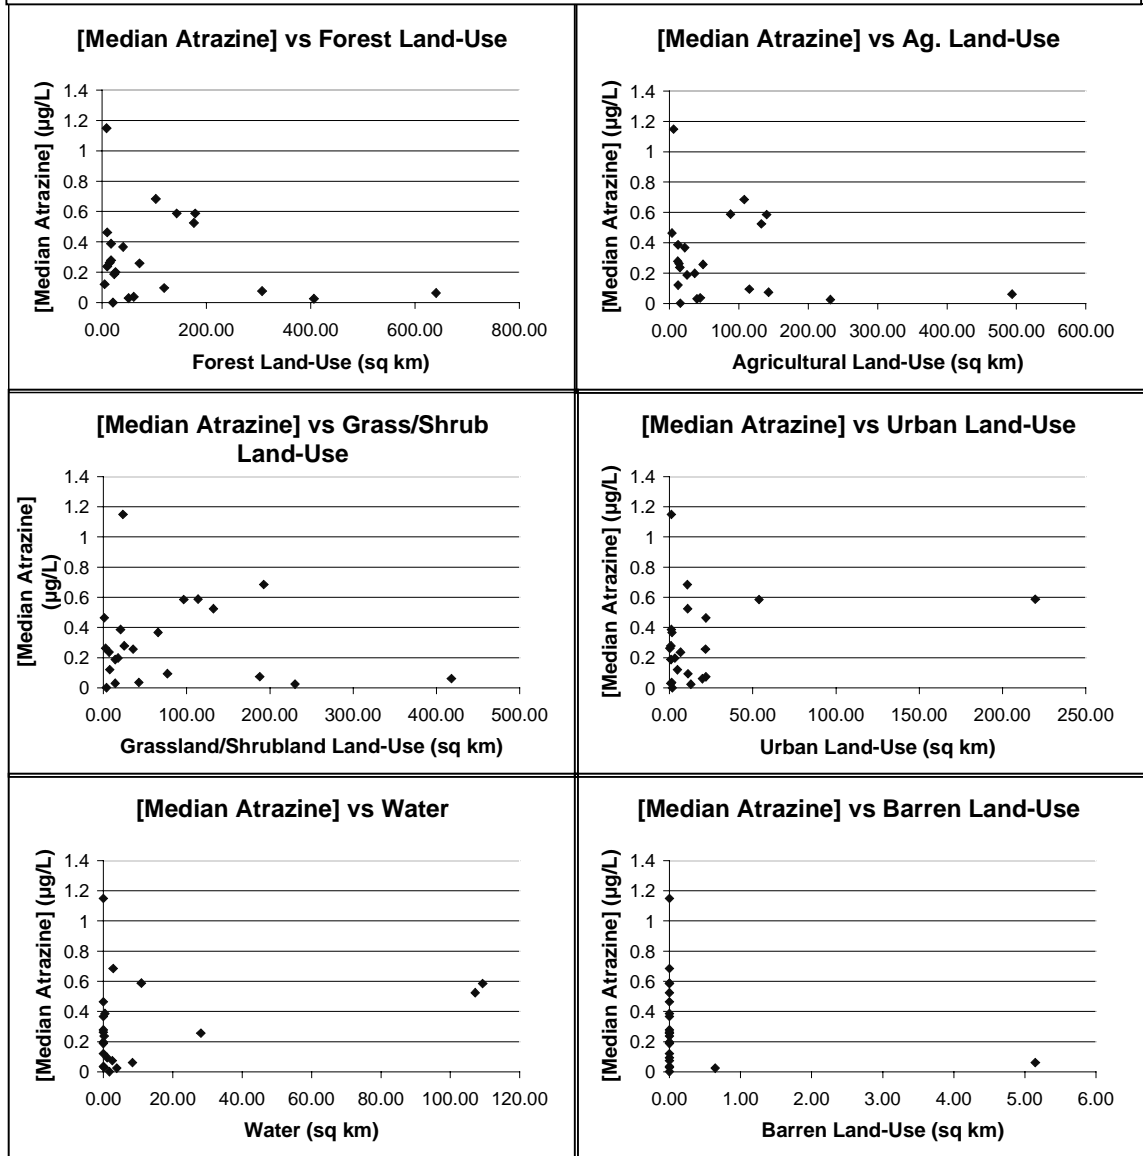 [Median Atrazine] vs Forest Land-Use
[Median Atrazine] (µg/L)
1.4
1.2
1
0.8
0.6
0.4
0.2
0
0.00 200.00 400.00 600.00 800.00
Forest Land-Use (sq km)
[Median Atrazine] vs Ag. Land-Use
[Median Atrazine] (µg/L)
1.4
1.2
1
0.8
0.6
0.4
0.2
0
0.00 100.00 200.00 300.00 400.00 500.00 600.00
Agricultural Land-Use (sq km)
[Median Atrazine] vs Grass/Shrub
Land-Use
[Median Atrazine]
(µg/L)
1.4
1.2
1
0.8
0.6
0.4
0.2
0
0.00 100.00 200.00 300.00 400.00 500.00
Grassland/Shrubland Land-Use (sq km)
[Median Atrazine] vs Urban Land-Use
[Median Atrazine] (µg/L)
1.4
1.2
1
0.8
0.6
0.4
0.2
0
0.00 50.00 100.00 150.00 200.00 250.00
Urban Land-Use (sq km)
[Median Atrazine] vs Water
[Median Atrazine] (µg/L)
1.4
1.2
1
0.8
0.6
0.4
0.2
0
0.00 20.00 40.00 60.00 80.00 100.00 120.00
Water (sq km)
[Median Atrazine] vs Barren Land-Use
[Median Atrazine] (µg/L)
1.4
1.2
1
0.8
0.6
0.4
0.2
0
0.00 1.00 2.00 3.00 4.00 5.00 6.00
Barren Land-Use (sq km)